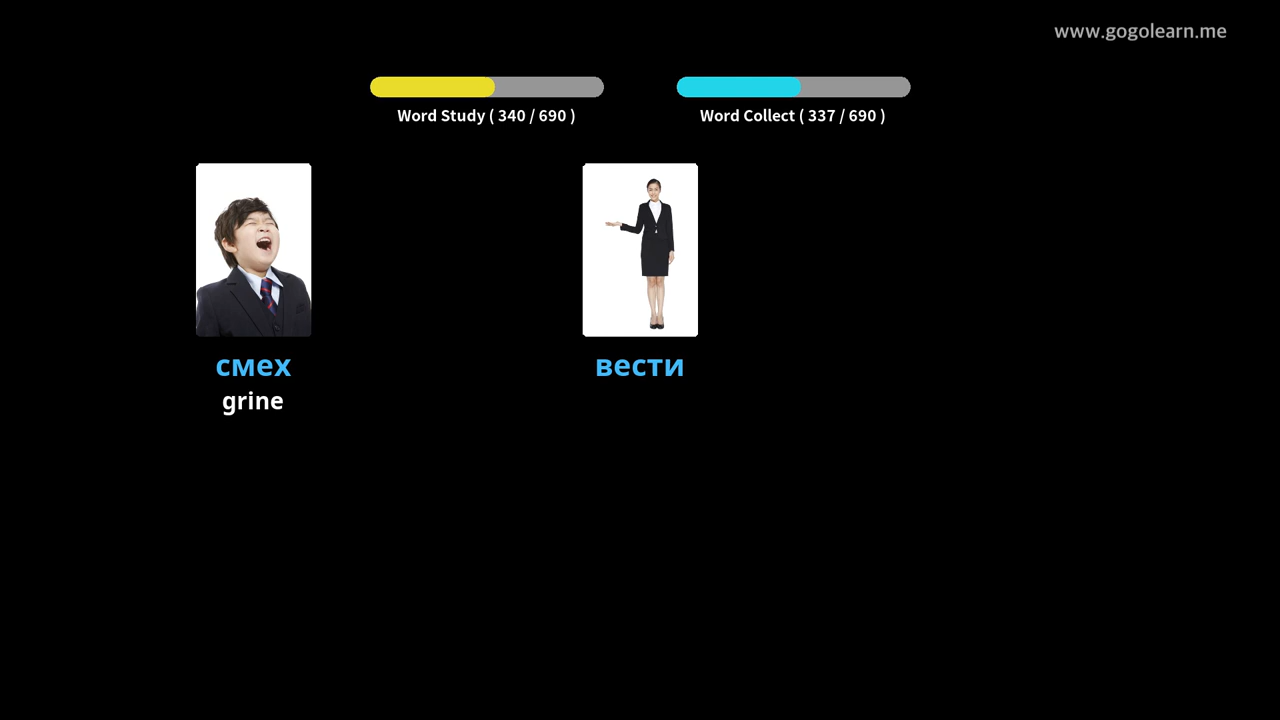 www.gogolearn.me
Word Study ( 340 / 690 )
Word Collect ( 337 / 690 )
смех
grine
вести